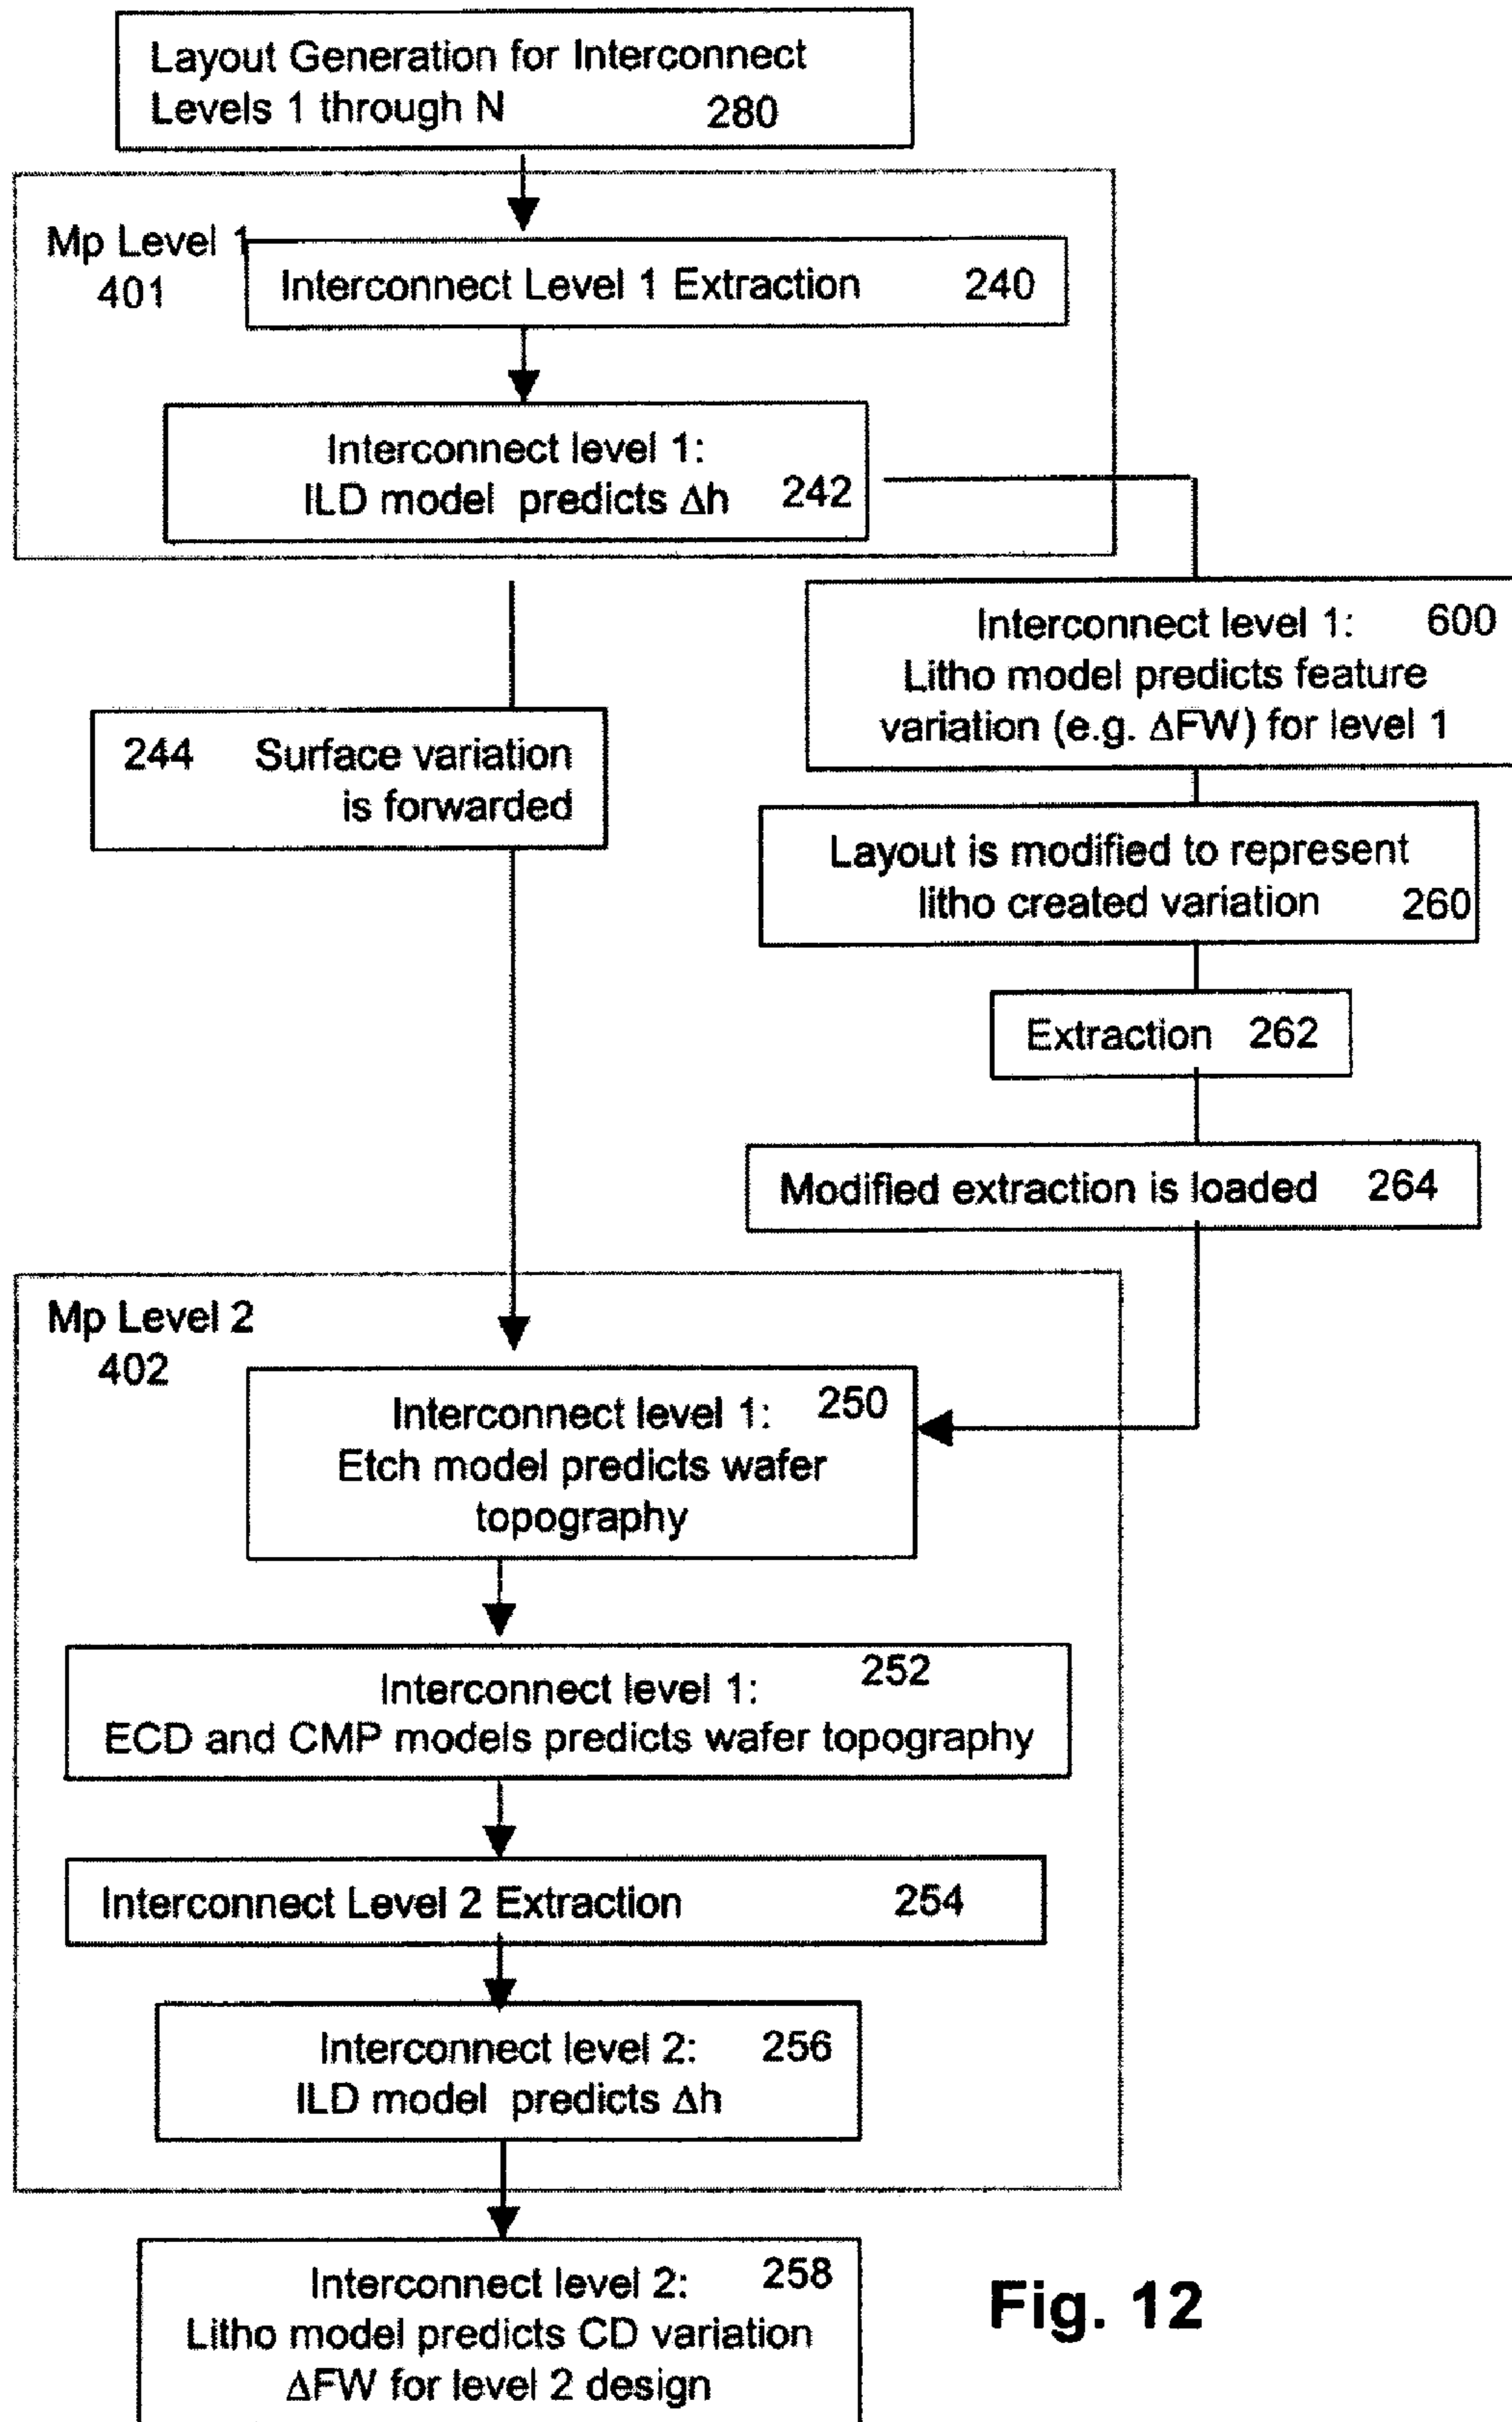 Layout Generation for Interconnect
Levels 1 through N 280
Mp Level 1
401
Interconnect Level 1 Extraction 240
Interconnect level 1:
ILD model predicts Δh 242
Interconnect level 1: 600
Litho model predicts feature
variation (e.g. ΔFW) for level 1
244 Surface variation
is forwarded
Layout is modified to represent
litho created variation 260
Extraction 262
Modified extraction is loaded 264
Mp Level 2
402
Interconnect level 1: 250
Etch model predicts wafer
topography
Interconnect level 1: 252
ECD and CMP models predicts wafer topography
Interconnect Level 2 Extraction 254
Interconnect level 2: 256
ILD model predicts Δh
Interconnect level 2: 258
Litho model predicts CD variation
ΔFW for level 2 design
Fig. 12